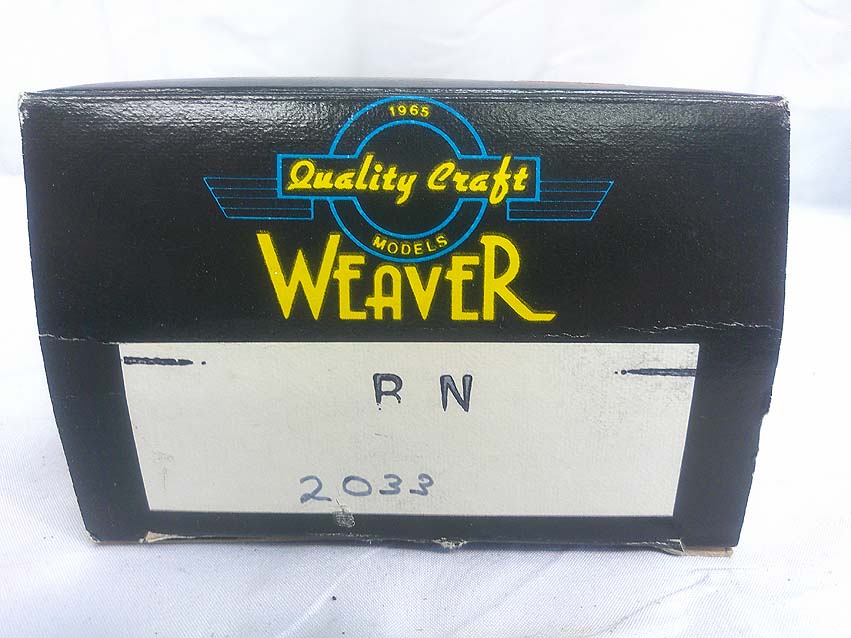 1965
Quality Craft
MODELS
WEAVER
N
2033